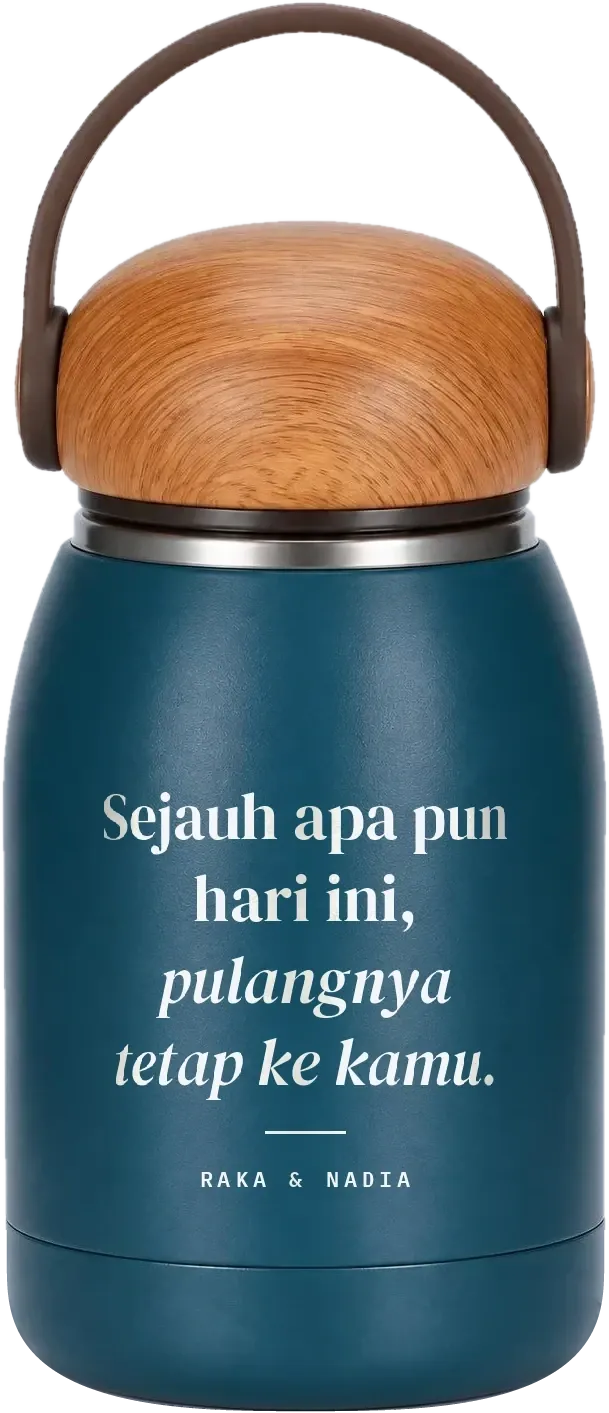 Sejauh apa pun
hari ini,
pulangnya
tetap ke kamu.
RAKA & NADIA